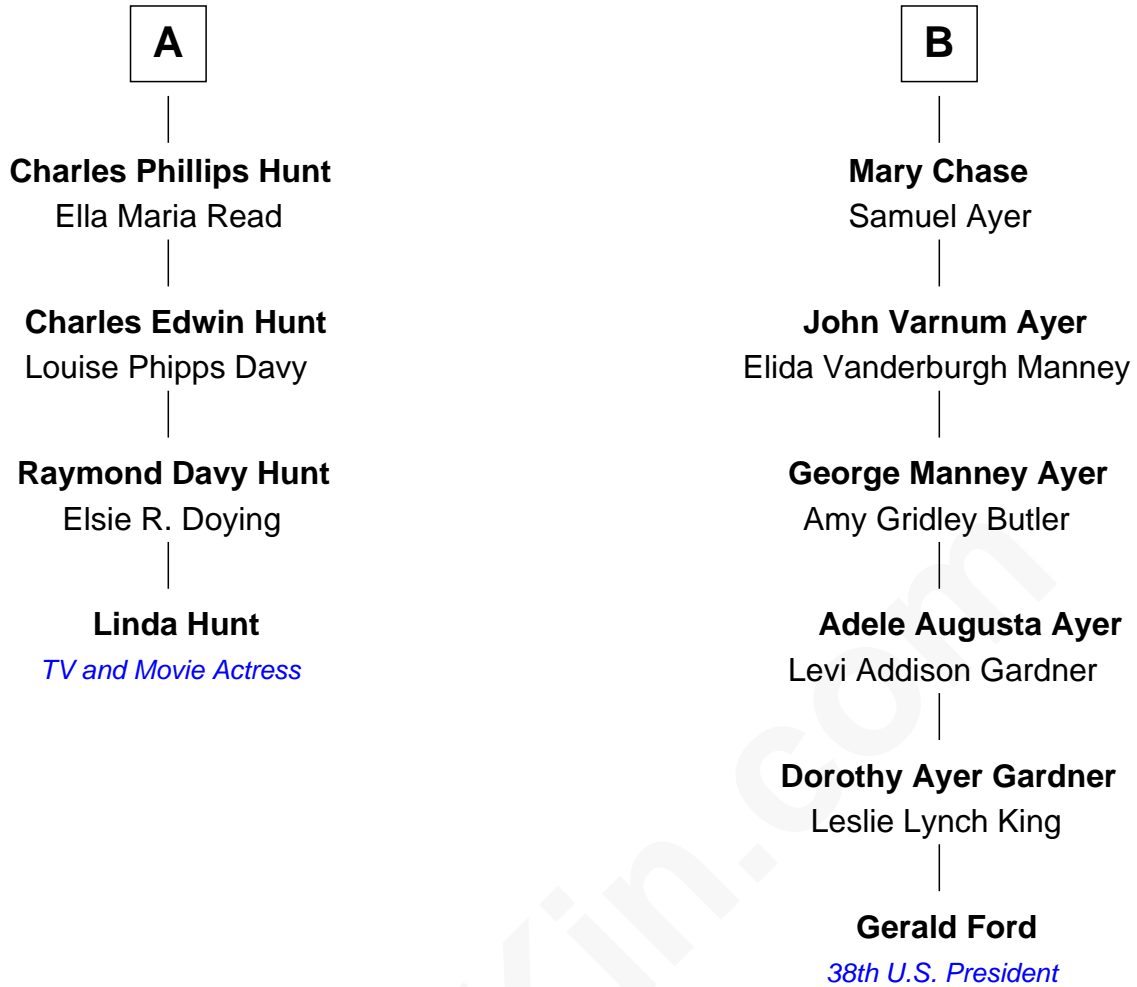 A
Charles Phillips Hunt
Ella Maria Read
Charles Edwin Hunt
Louise Phipps Davy
Raymond Davy Hunt
Elsie R. Doying
Linda Hunt
TV and Movie Actress
B
Mary Chase
Samuel Ayer
John Varnum Ayer
Elida Vanderburgh Manney
George Manney Ayer
Amy Gridley Butler
Adele Augusta Ayer
Levi Addison Gardner
Dorothy Ayer Gardner
Leslie Lynch King
Gerald Ford
38th U.S. President
Kin.com